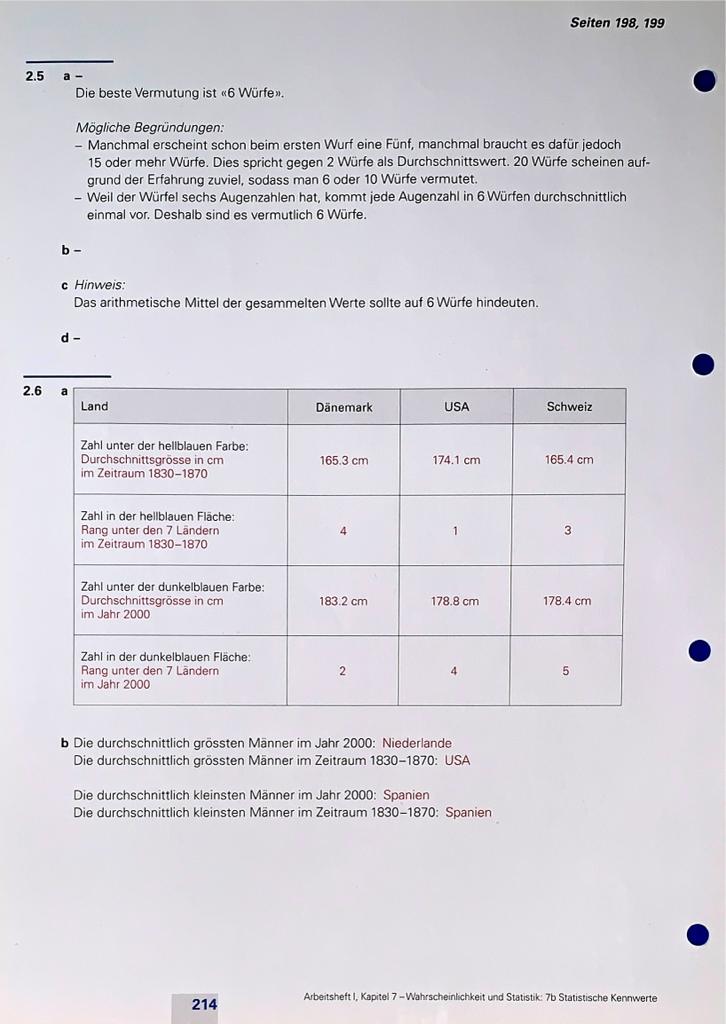 Seiten 198, 199
2.5 a –
Die beste Vermutung ist «6 Würfe».
Mögliche Begründungen:
– Manchmal erscheint schon beim ersten Wurf eine Fünf, manchmal braucht es dafür jedoch
15 oder mehr Würfe. Dies spricht gegen 2 Würfe als Durchschnittswert. 20 Würfe scheinen auf-
grund der Erfahrung zuviel, sodass man 6 oder 10 Würfe vermutet.
– Weil der Würfel sechs Augenzahlen hat, kommt jede Augenzahl in 6 Würfen durchschnittlich
einmal vor. Deshalb sind es vermutlich 6 Würfe.
b –
c Hinweis:
Das arithmetische Mittel der gesammelten Werte sollte auf 6 Würfe hindeuten.
d –
2.6 a
Land Dänemark USA Schweiz
Zahl unter der hellblauen Farbe:
Durchschnittsgrösse in cm 165.3 cm 174.1 cm 165.4 cm
im Zeitraum 1830–1870
Zahl in der hellblauen Fläche:
Rang unter den 7 Ländern 4 1 3
im Zeitraum 1830–1870
Zahl unter der dunkelblauen Farbe:
Durchschnittsgrösse in cm 183.2 cm 178.8 cm 178.4 cm
im Jahr 2000
Zahl in der dunkelblauen Fläche:
Rang unter den 7 Ländern 2 4 5
im Jahr 2000
b Die durchschnittlich grössten Männer im Jahr 2000: Niederlande
Die durchschnittlich grössten Männer im Zeitraum 1830–1870: USA
Die durchschnittlich kleinsten Männer im Jahr 2000: Spanien
Die durchschnittlich kleinsten Männer im Zeitraum 1830–1870: Spanien
214 Arbeitsheft I, Kapitel 7 – Wahrscheinlichkeit und Statistik: 7b Statistische Kennwerte